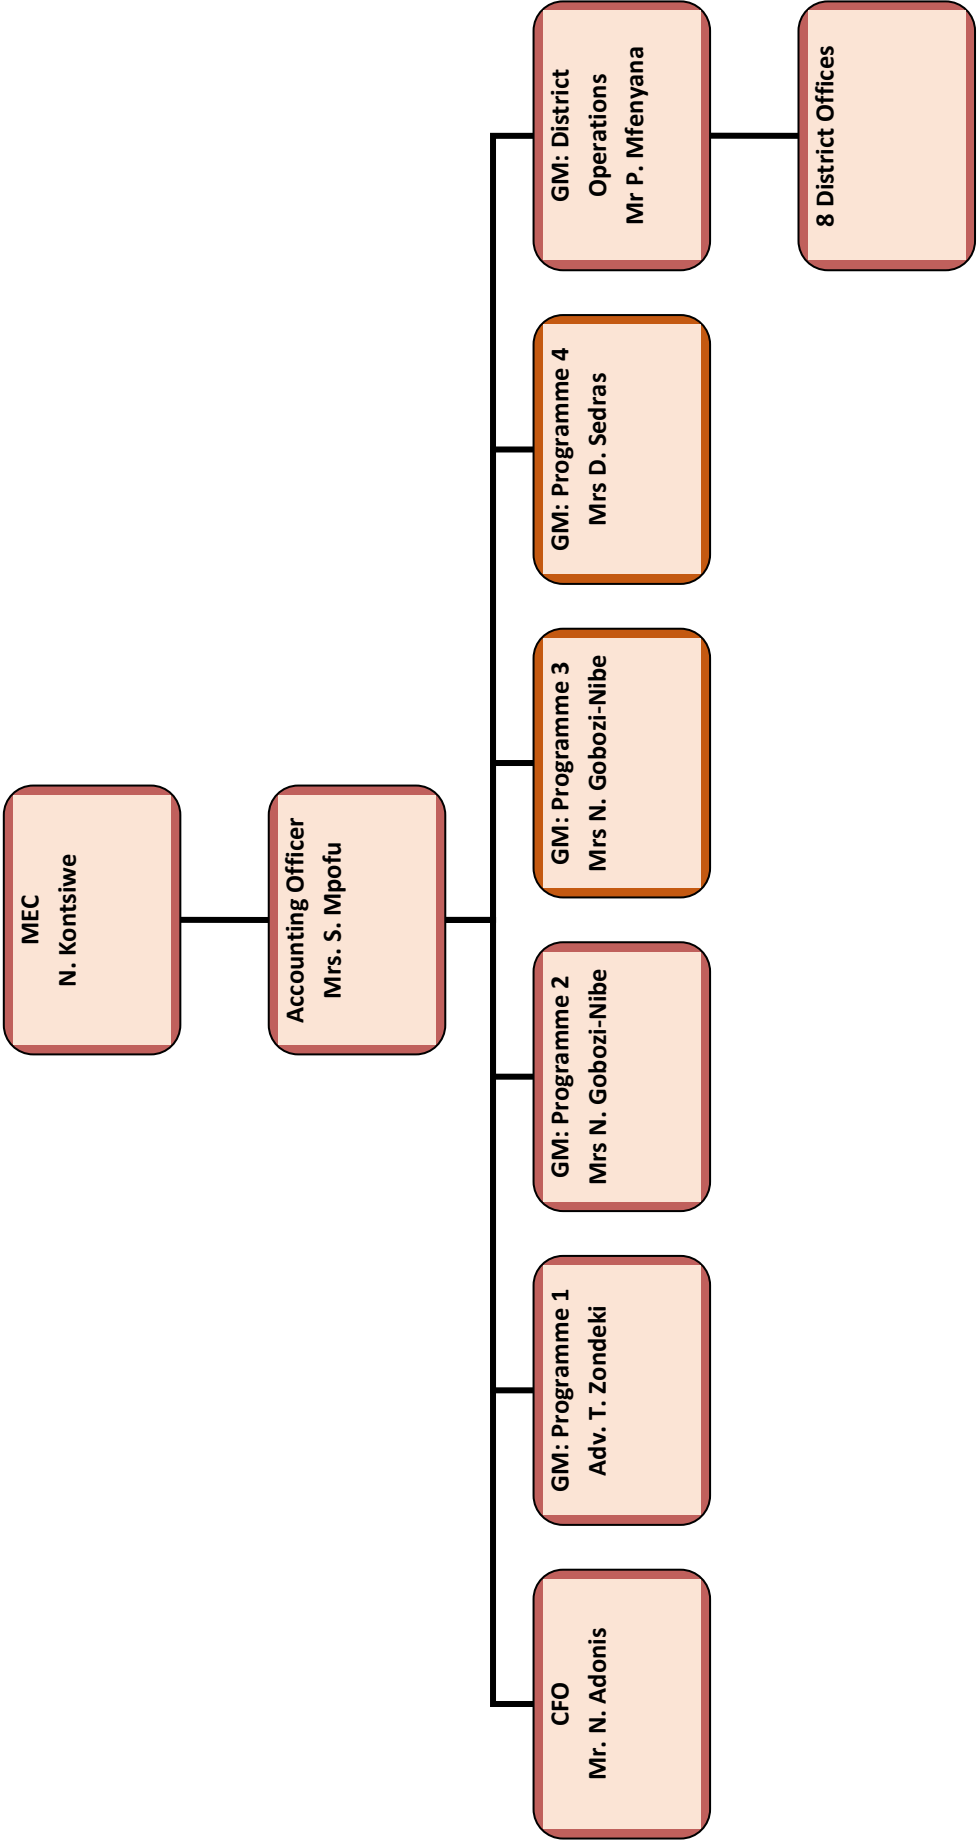 MEC
N. Kontsiwe
Accounting Officer
Mrs. S. Mpofu
CFO
Mr. N. Adonis
GM: Programme 1
Adv. T. Zondeki
GM: Programme 2
Mrs N. Gobozi-Nibe
GM: Programme 3
Mrs N. Gobozi-Nibe
GM: Programme 4
Mrs D. Sedras
GM: District
Operations
Mr P. Mfenyana
8 District Offices